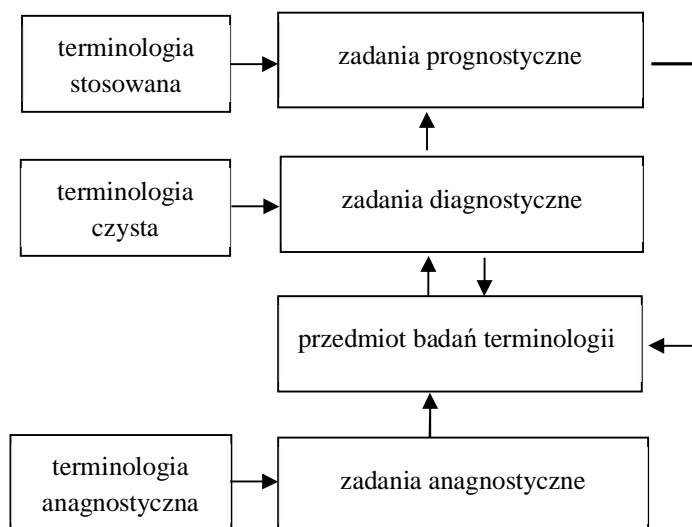 terminologia
stosowana
zadania prognostyczne
terminologia
czysta
zadania diagnostyczne
przedmiot badań terminologii
terminologia
anagnostyczna
zadania anagnostyczne